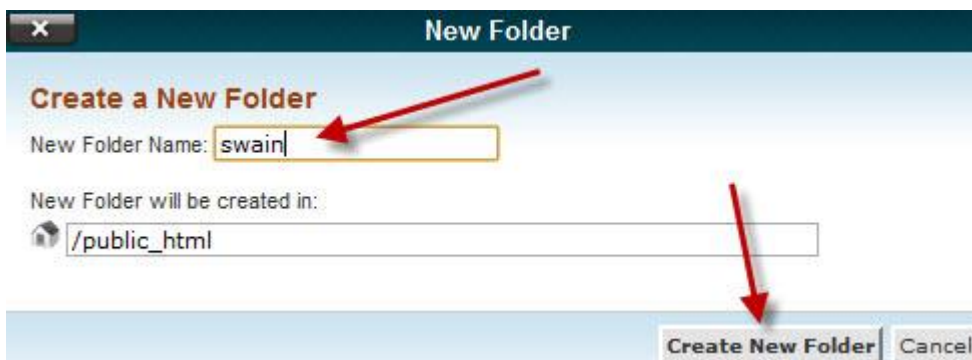 New Folder
Create a New Folder
New Folder Name: swain
New Folder will be created in:
/public_html
Create New Folder Cancel